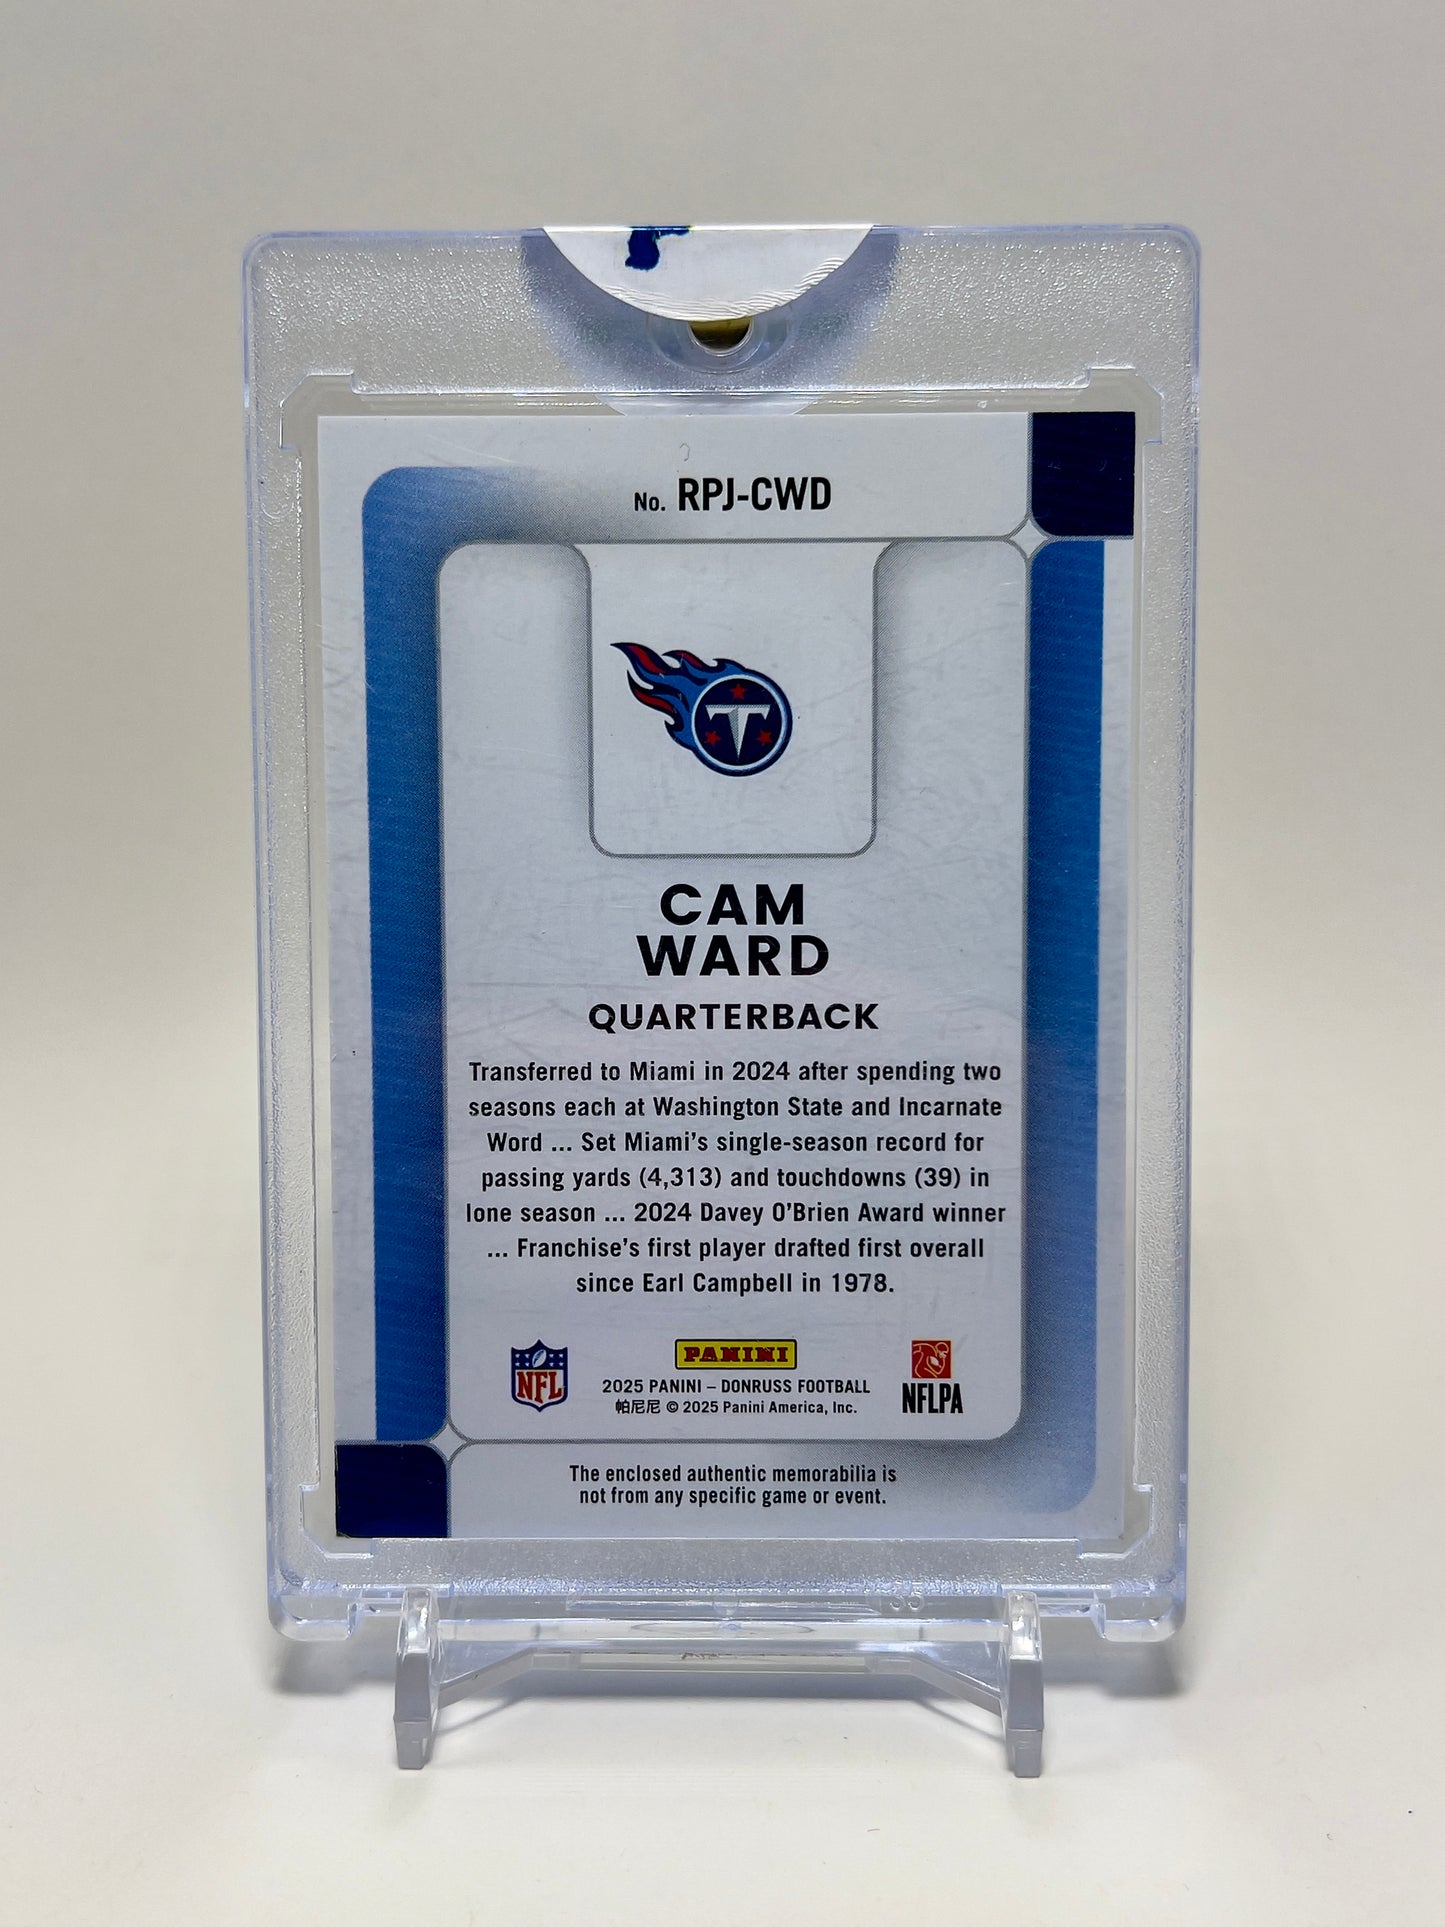 No. RPJ-CWD
T
CAM
WARD
QUARTERBACK
Transferred to Miami in 2024 after spending two
seasons each at Washington State and Incarnate
Word ... Set Miami's single-season record for
passing yards (4,313) and touchdowns (39) in
lone season ... 2024 Davey O'Brien Award winner
... Franchise's first player drafted first overall
since Earl Campbell in 1978.
NFL
PANINI
NFLPA
2025 PANINI – DONRUSS FOOTBALL
帕尼尼 © 2025 Panini America, Inc.
The enclosed authentic memorabilia is
not from any specific game or event.
35